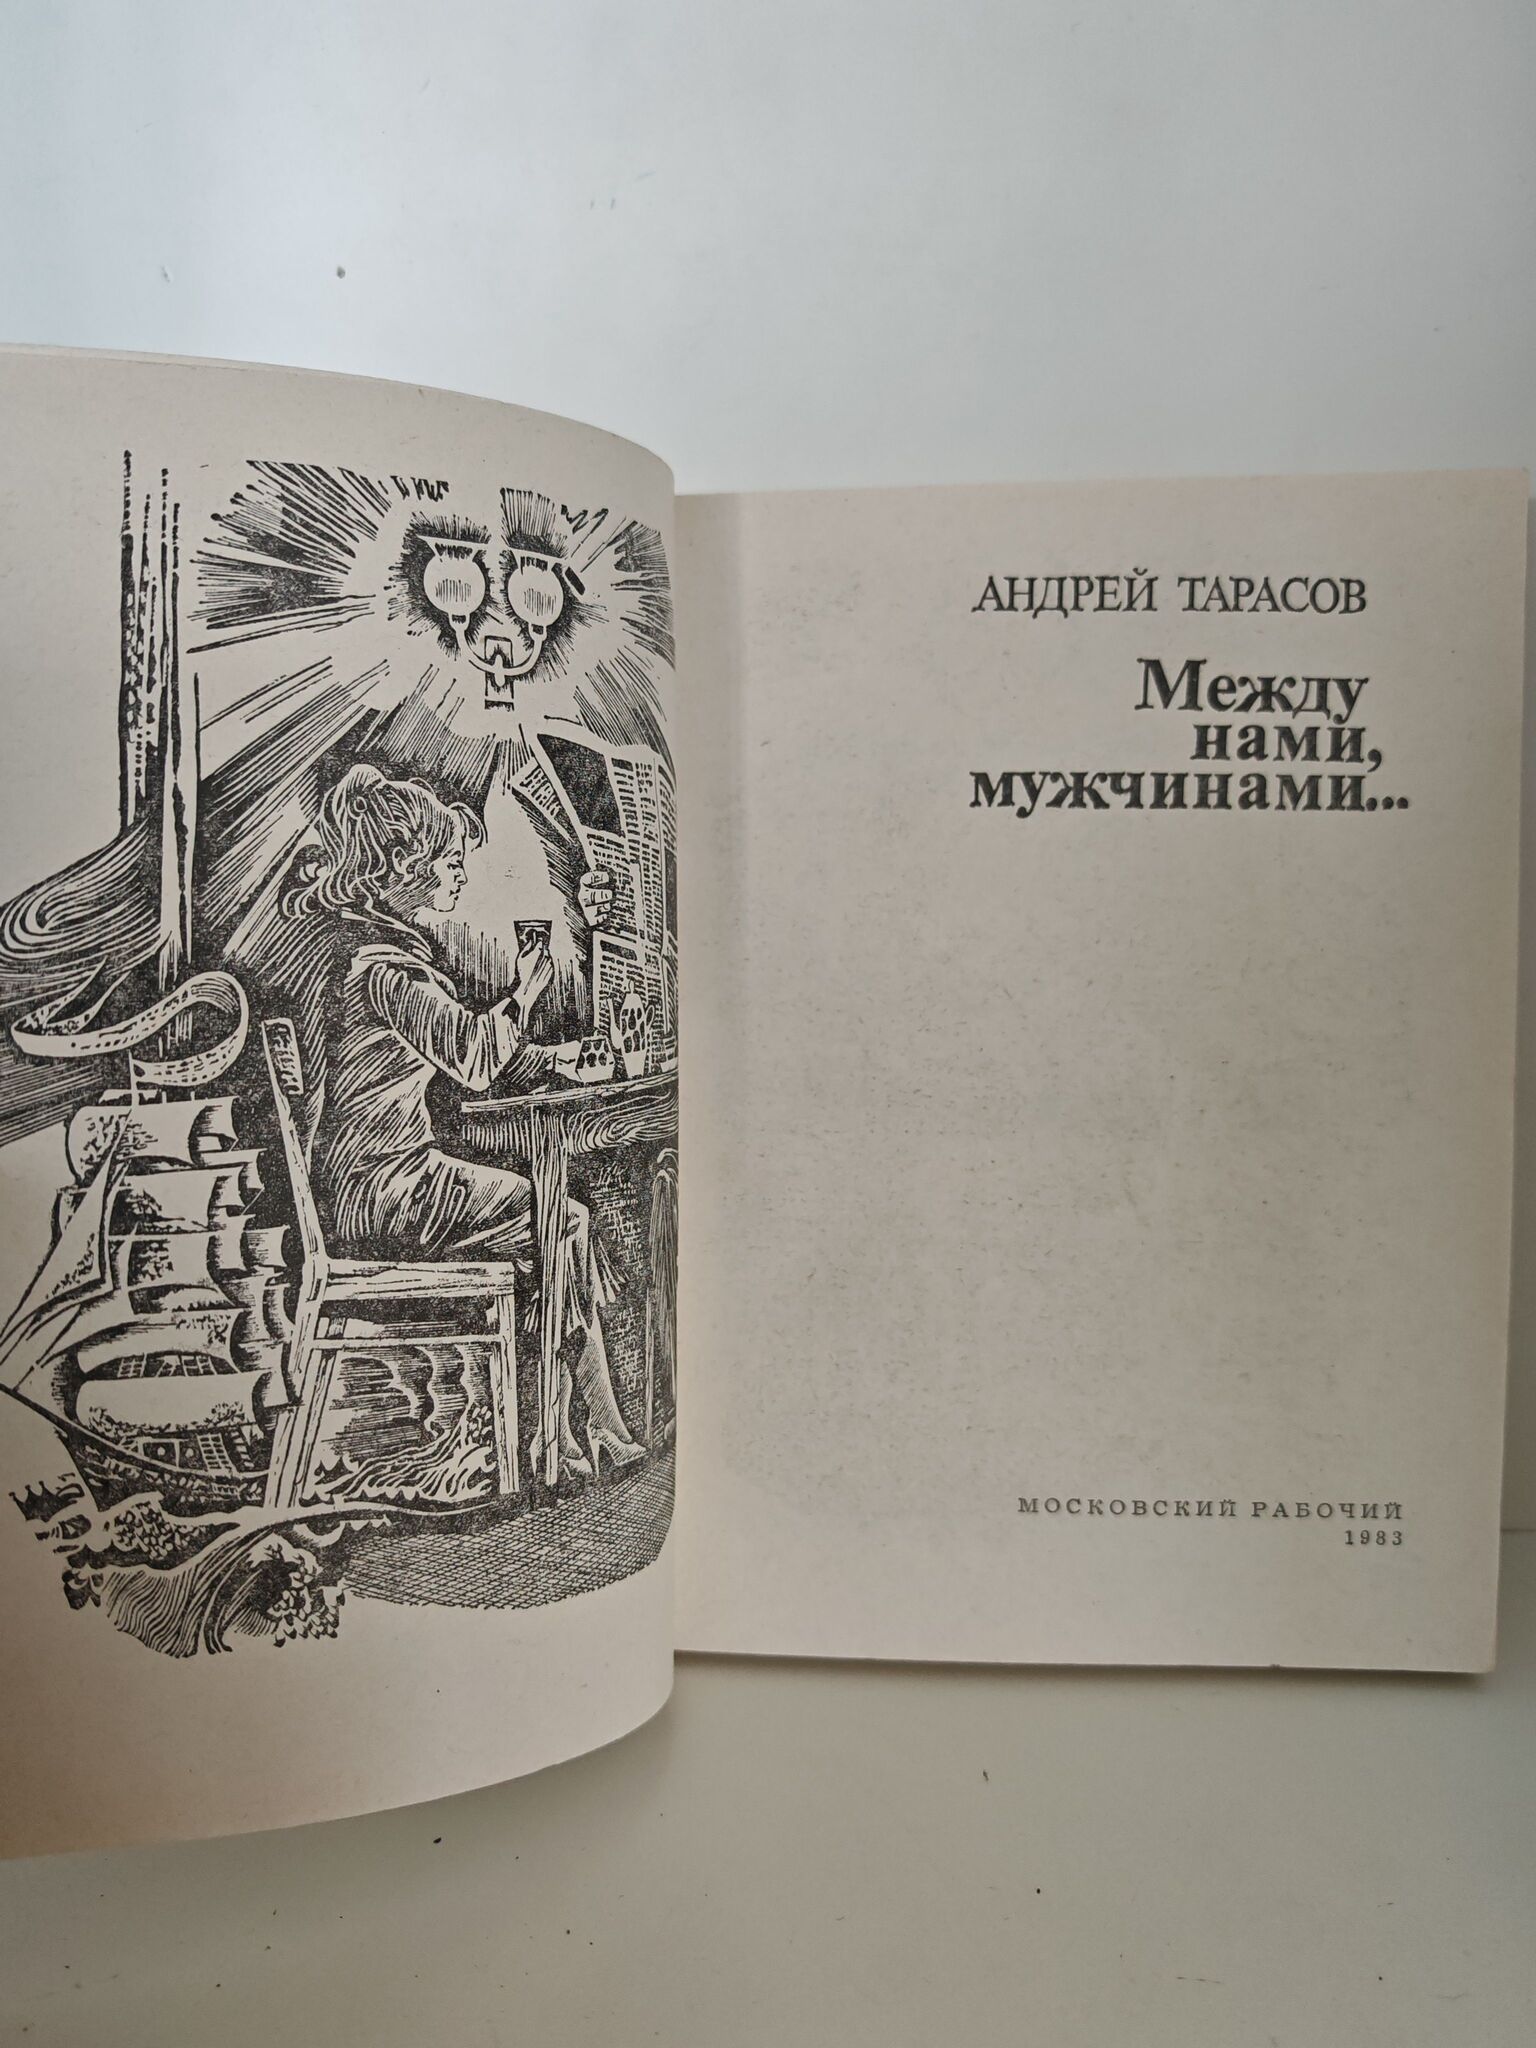 АНДРЕЙ ТАРАСОВ
Между
нами,
мужчинами...
МОСКОВСКИЙ РАБОЧИЙ
1983